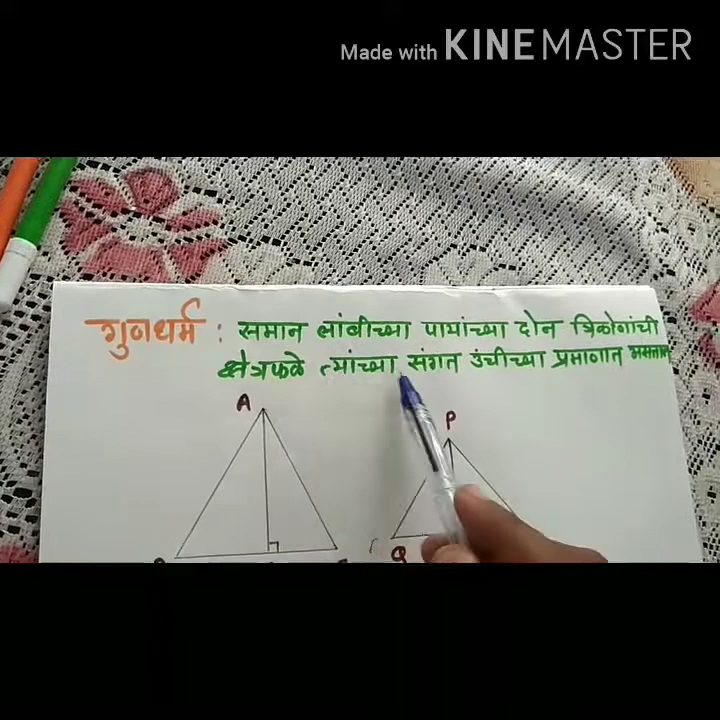 Made with KINEMASTER
गुणधर्म : समान लांबीच्या पायांच्या दोन त्रिकोणांची
क्षेत्रफळे त्यांच्या संगत उंचीच्या प्रमाणात असतात
A
P
Q